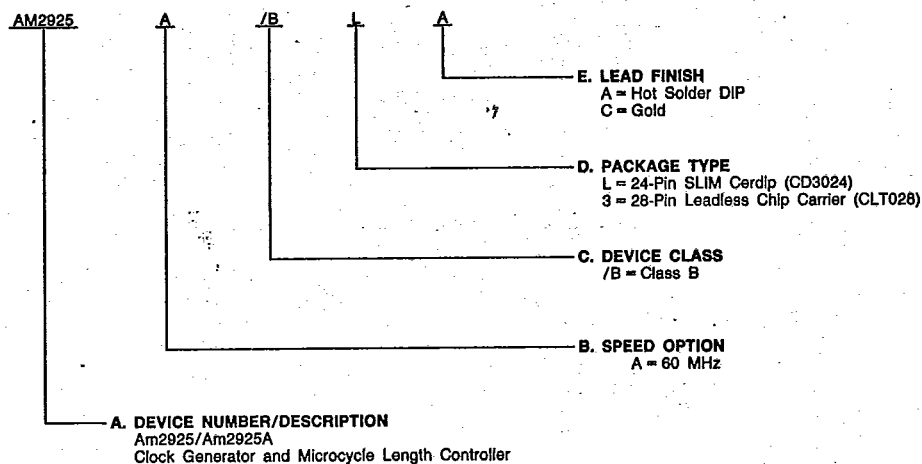 AM2925 A /B L A
E. LEAD FINISH
A = Hot Solder DIP
C = Gold
D. PACKAGE TYPE
L = 24-Pin SLIM Cerdip (CD3024)
3 = 28-Pin Leadless Chip Carrier (CLT028)
C. DEVICE CLASS
/B = Class B
B. SPEED OPTION
A = 60 MHz
A. DEVICE NUMBER/DESCRIPTION
Am2925/Am2925A
Clock Generator and Microcycle Length Controller